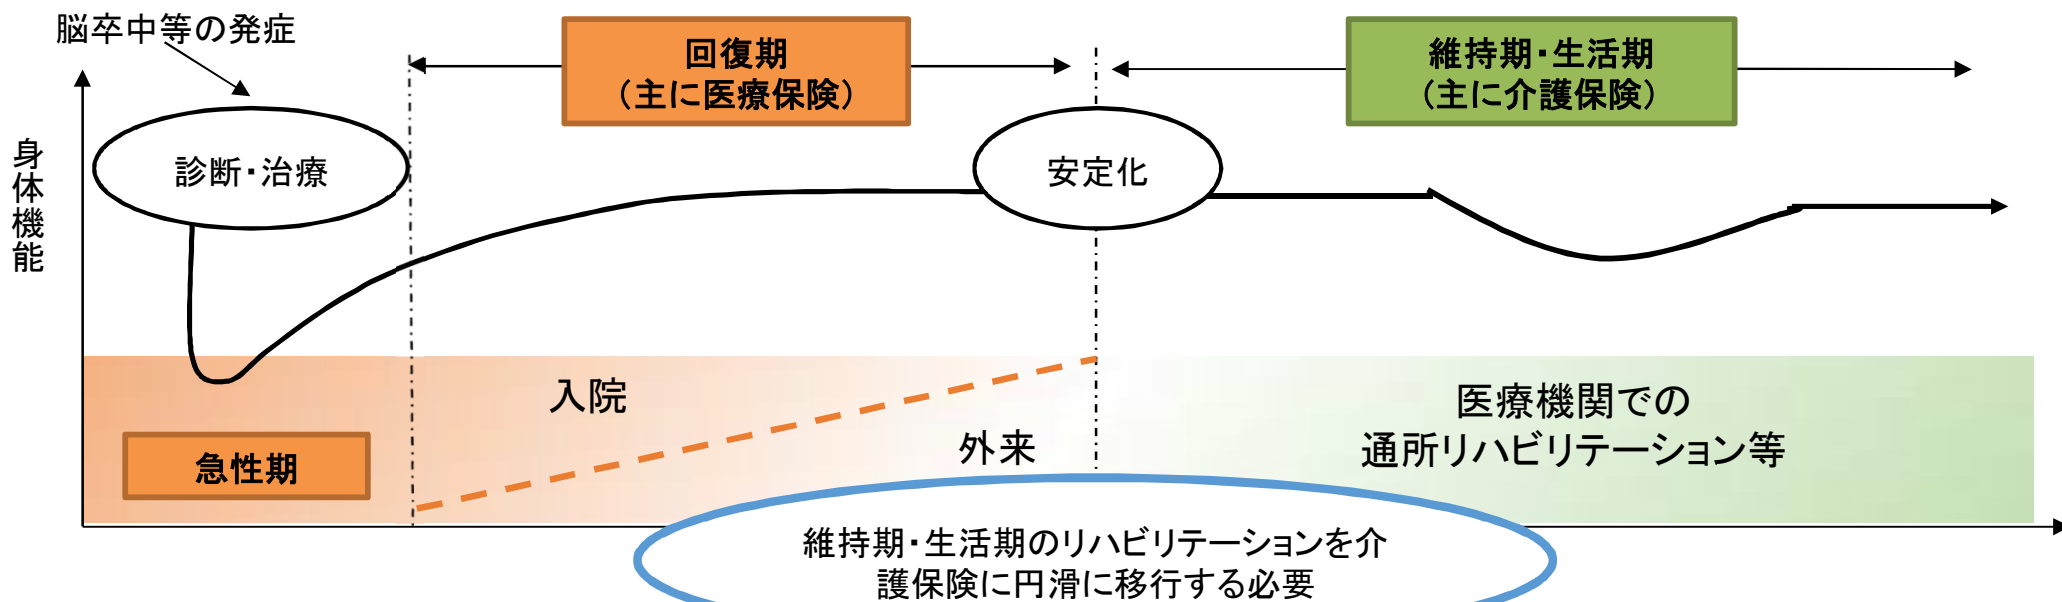 脳卒中等の発症
回復期
（主に医療保険）
維持期・生活期
（主に介護保険）
身体機能
診断・治療
安定化
入院
外来
急性期
医療機関での
通所リハビリテーション等
維持期・生活期のリハビリテーションを介
護保険に円滑に移行する必要